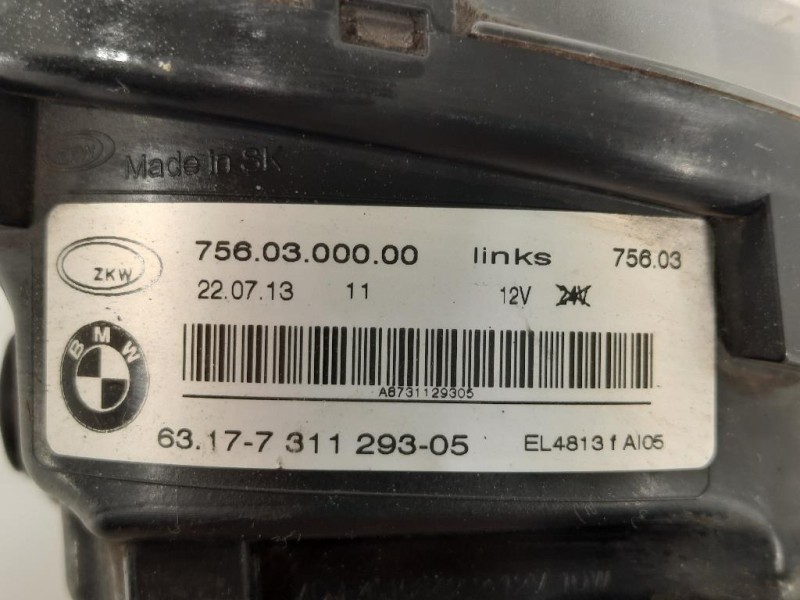 Made in SK
ZKW
756.03.000.00 links 756.03
22.07.13 11 12V 24V
BMW
A8731129305
63.17-7 311 293-05 EL4813 f AI05